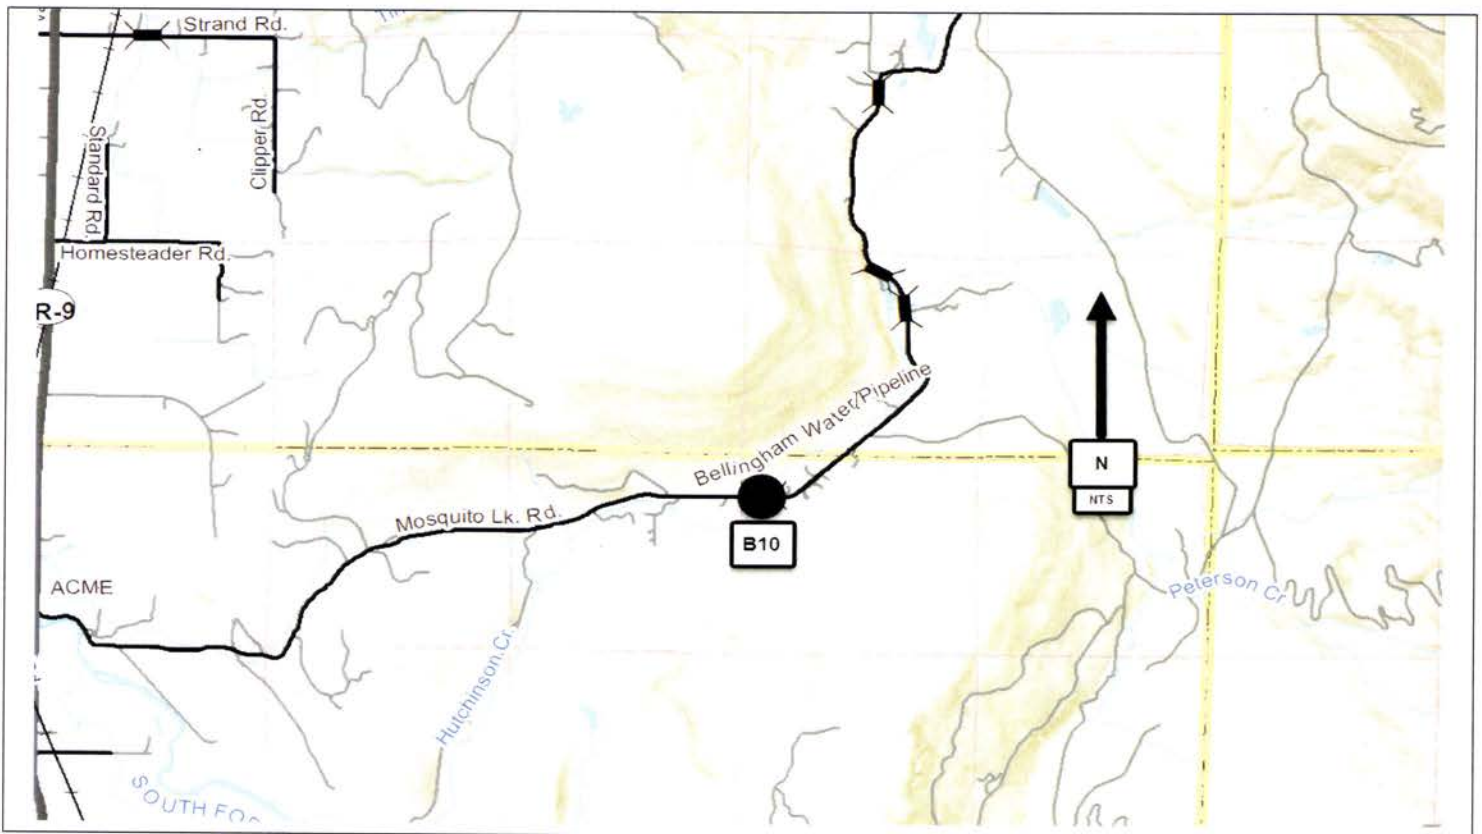 Strand Rd.
Clipper Rd.
Standard Rd.
Homesteader Rd.
R-9
Bellingham Water/Pipeline
N
NTS
Mosquito Lk. Rd.
B10
ACME
Peterson Cr
Hutchinson Cr.
SOUTH FO